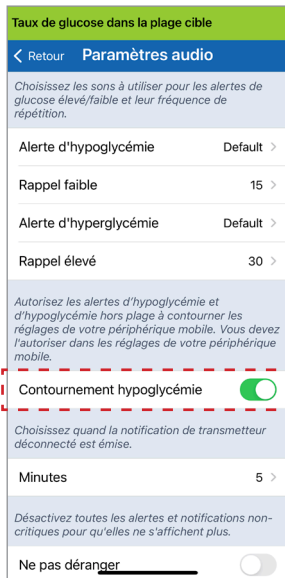 Taux de glucose dans la plage cible
Retour Paramètres audio
Choisissez les sons à utiliser pour les alertes de
glucose élevé/faible et leur fréquence de
répétition.
Alerte d'hypoglycémie Default
Rappel faible 15
Alerte d'hyperglycémie Default
Rappel élevé 30
Autorisez les alertes d'hypoglycémie et
d'hypoglycémie hors plage à contourner les
réglages de votre périphérique mobile. Vous devez
l'autoriser dans les réglages de votre périphérique
mobile.
Contournement hypoglycémie
Choisissez quand la notification de transmetteur
déconnecté est émise.
Minutes 5
Désactivez toutes les alertes et notifications non-
critiques pour qu'elles ne s'affichent plus.
Ne pas déranger